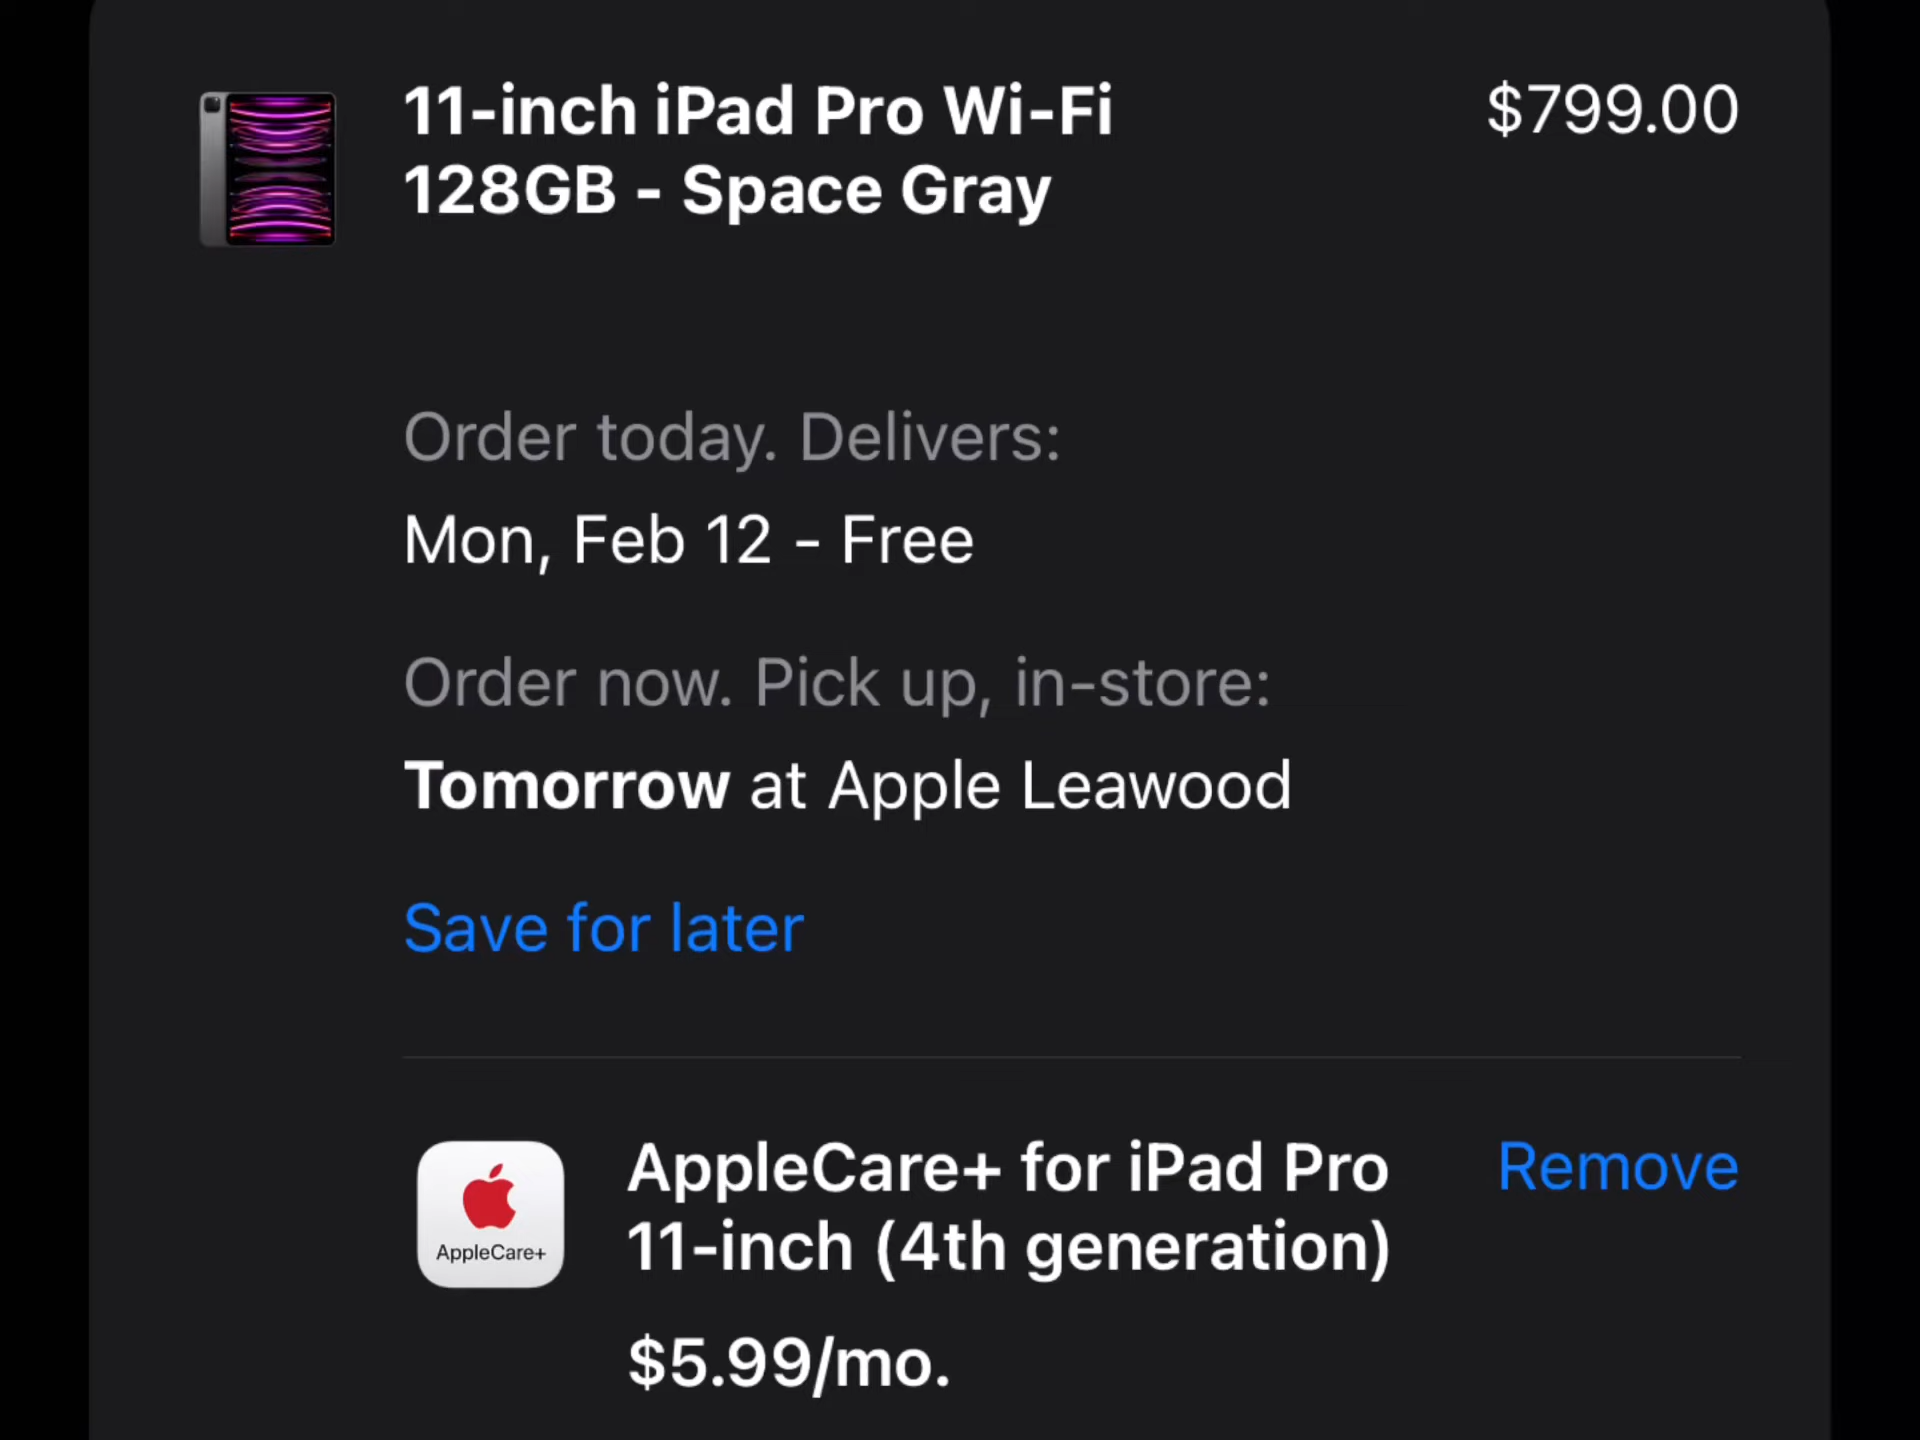 11-inch iPad Pro Wi-Fi $799.00
128GB - Space Gray
Order today. Delivers:
Mon, Feb 12 - Free
Order now. Pick up, in-store:
Tomorrow at Apple Leawood
Save for later
AppleCare+
AppleCare+ for iPad Pro Remove
11-inch (4th generation)
$5.99/mo.